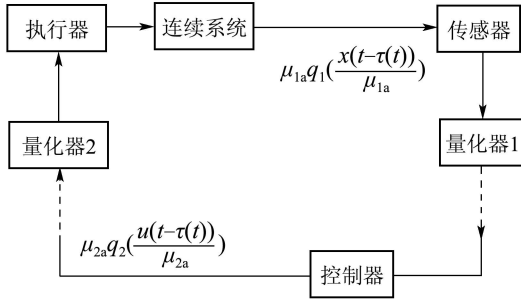 执行器
连续系统
传感器
μ₁ₐq₁(x(t−τ(t))/μ₁ₐ)
量化器2
量化器1
μ₂ₐq₂(u(t−τ(t))/μ₂ₐ)
控制器